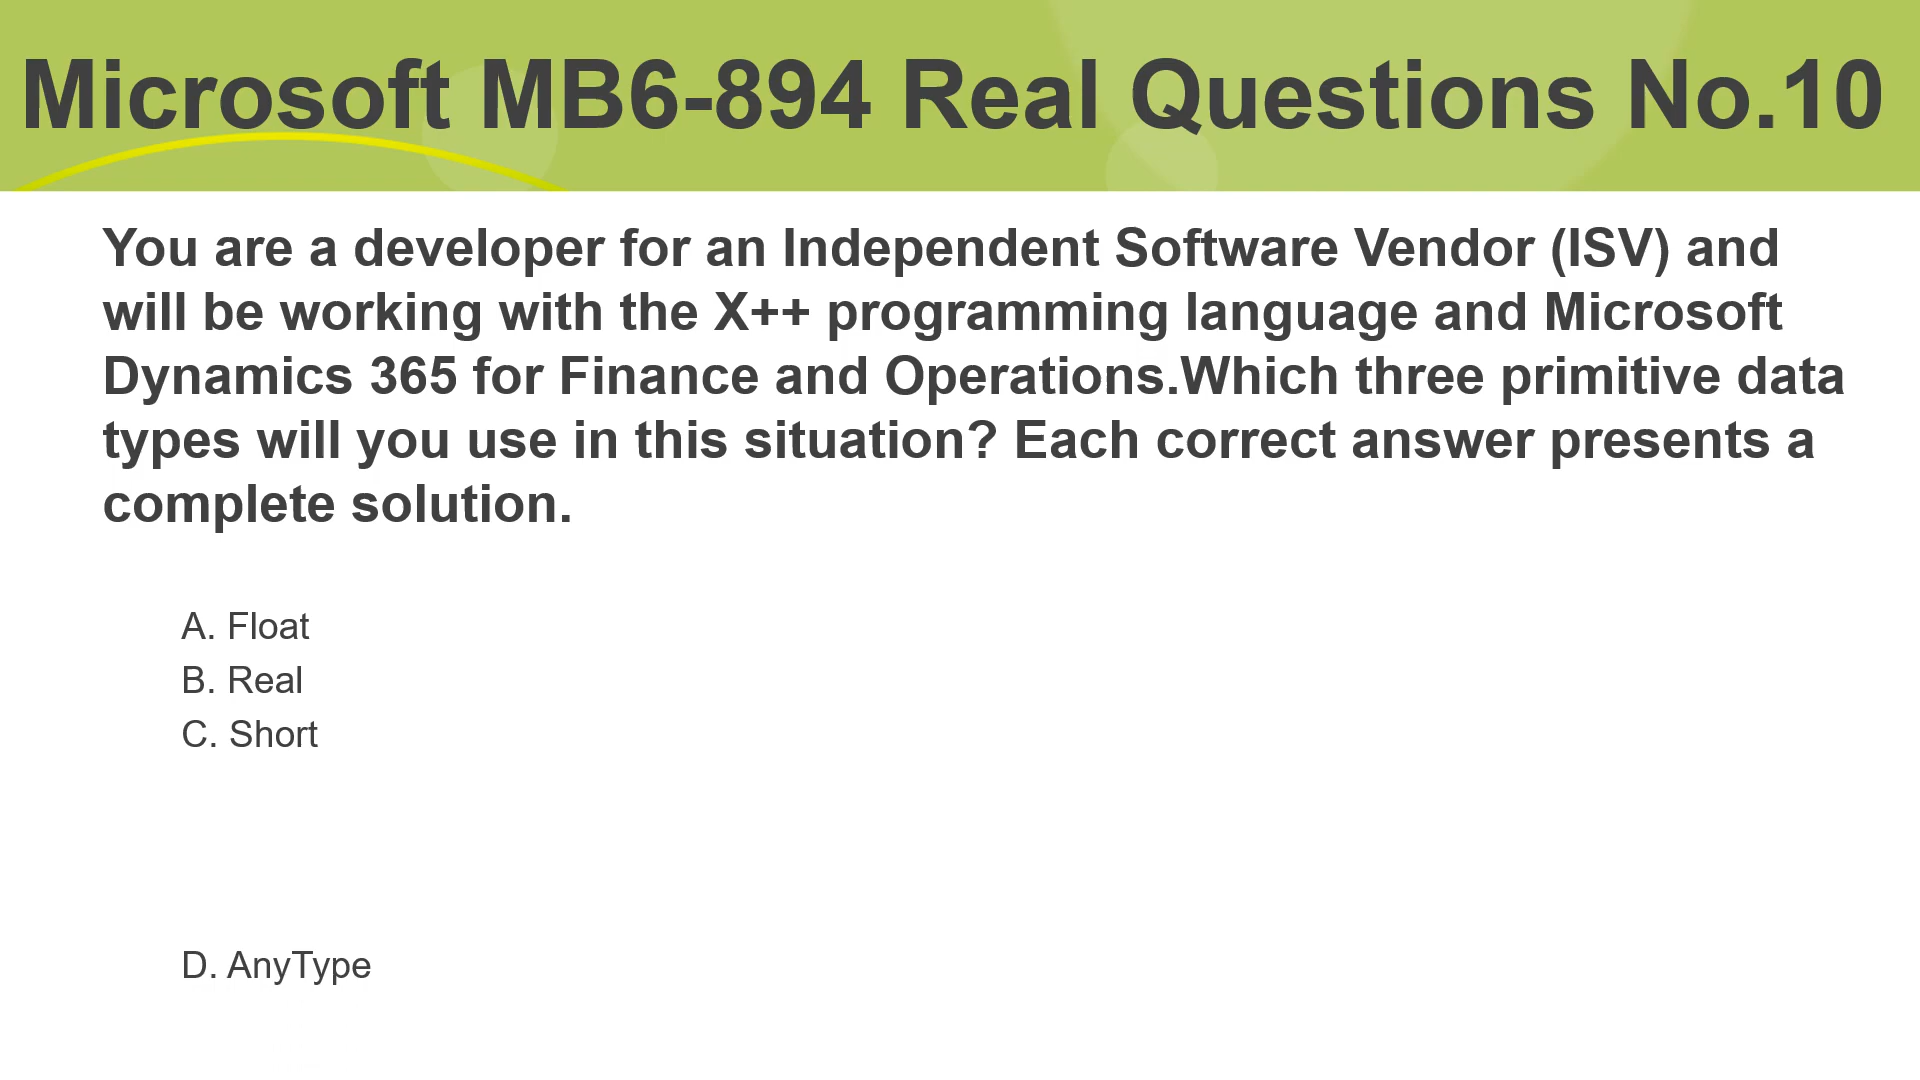 Microsoft MB6-894 Real Questions No.10
You are a developer for an Independent Software Vendor (ISV) and
will be working with the X++ programming language and Microsoft
Dynamics 365 for Finance and Operations.Which three primitive data
types will you use in this situation? Each correct answer presents a
complete solution.
A. Float
B. Real
C. Short
D. AnyType